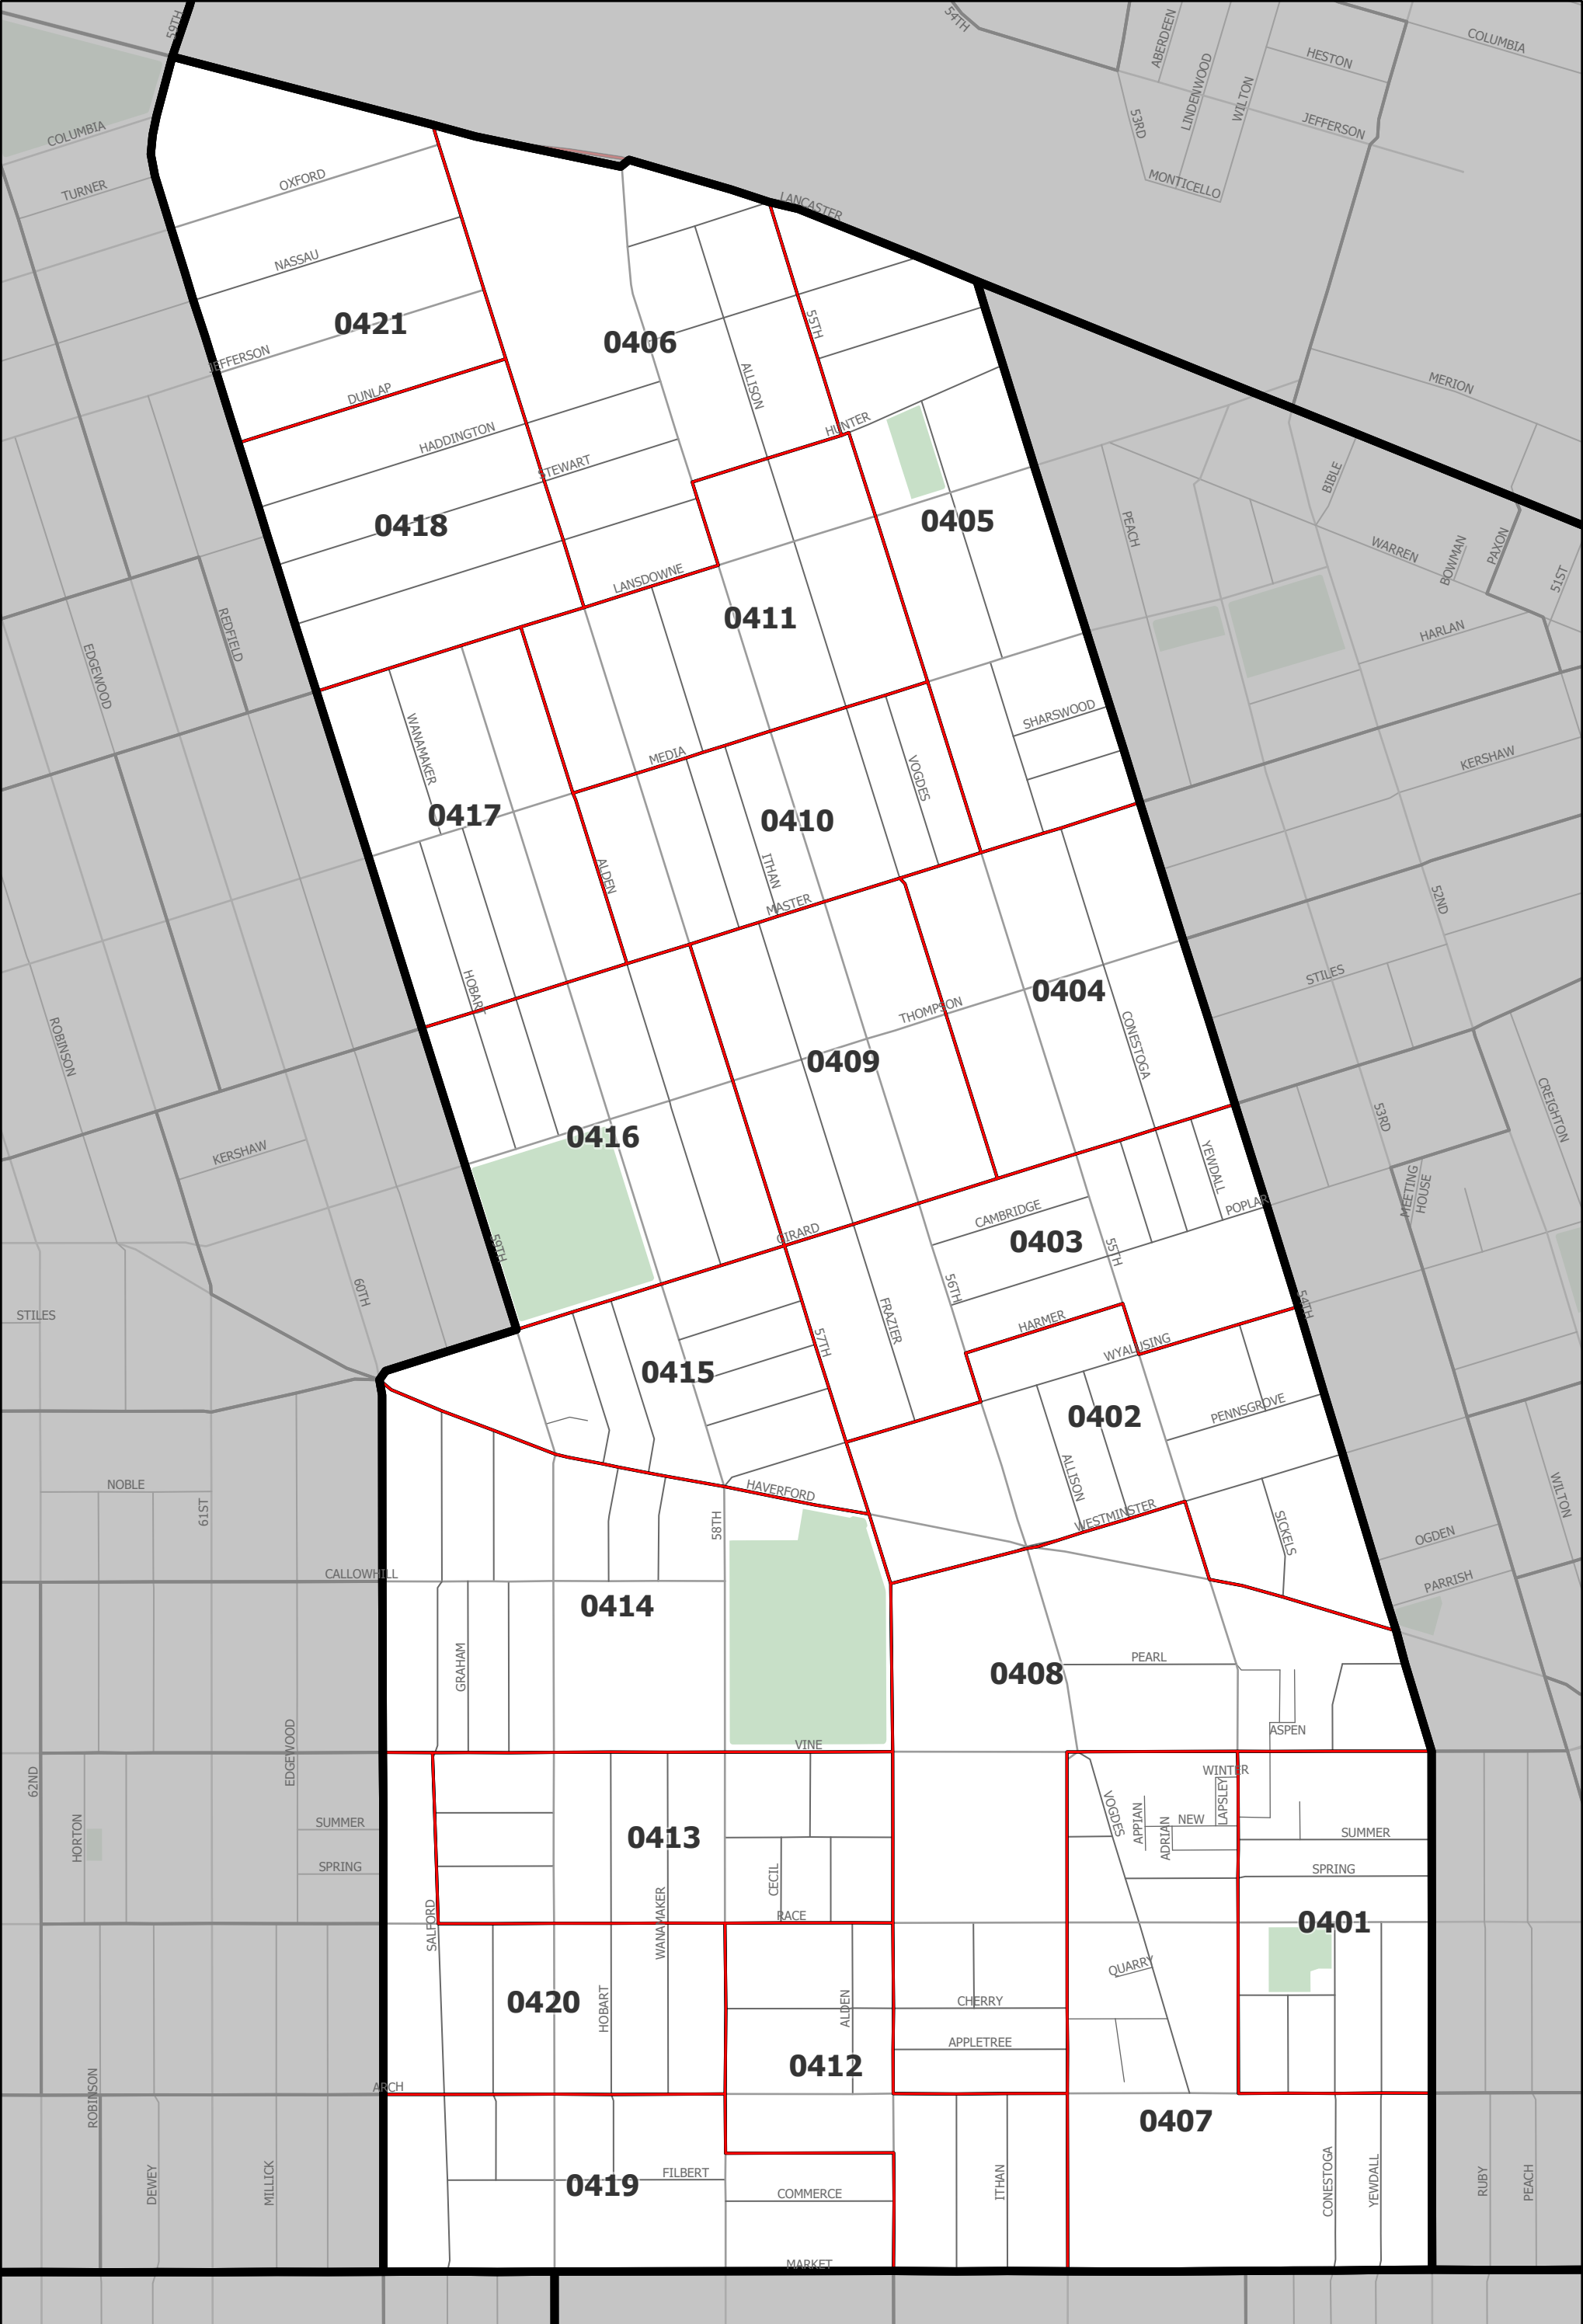 59TH
54TH
ABERDEEN
LINDENWOOD
WILTON
HESTON
COLUMBIA
53RD
JEFFERSON
MONTICELLO
COLUMBIA
TURNER
OXFORD
LANCASTER
NASSAU
0421
0406
55TH
JEFFERSON
DUNLAP
ALLISON
MERION
HADDINGTON
HUNTER
STEWART
BIBLE
0418
0405
PEACH
WARREN
BOWMAN
PAXON
51ST
LANSDOWNE
0411
REDFIELD
EDGEWOOD
HARLAN
SHARSWOOD
WANAMAKER
MEDIA
VOGDES
KERSHAW
0417
0410
ALDEN
ITHAN
MASTER
52ND
HOBART
STILES
0404
THOMPSON
CONESTOGA
ROBINSON
0409
53RD
CREIGHTON
0416
KERSHAW
YEWDALL
MEETING
HOUSE
POPLAR
CAMBRIDGE
0403
GIRARD
59TH
55TH
60TH
56TH
54TH
STILES
FRAZIER
HARMER
57TH
WYALUSING
0415
0402
PENNSGROVE
ALLISON
NOBLE
61ST
HAVERFORD
58TH
WESTMINSTER
SICKELS
WILTON
OGDEN
CALLOWHILL
PARRISH
0414
GRAHAM
PEARL
0408
ASPEN
VINE
EDGEWOOD
62ND
WINTER
LAPSLEY
VOGDES
APPIAN
NEW
ADRIAN
HORTON
SUMMER
0413
SUMMER
SPRING
CECIL
SPRING
RACE
0401
SALFORD
WANAMAKER
QUARRY
0420
HOBART
ALDEN
CHERRY
APPLETREE
0412
ARCH
ROBINSON
0407
FILBERT
0419
COMMERCE
DEWEY
MILLICK
ITHAN
CONESTOGA
YEWDALL
RUBY
PEACH
MARKET